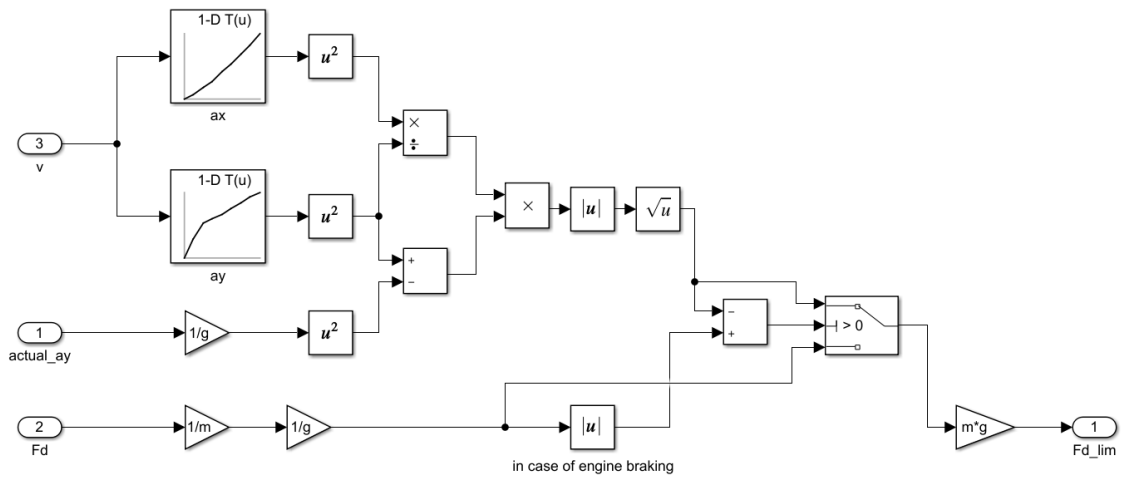 1-D T(u)
u²
ax
×
÷
3
v
1-D T(u)
u²
×
|u|
√u
+
−
ay
−
+
> 0
1
actual_ay
1/g
u²
2
Fd
1/m
1/g
|u|
in case of engine braking
m*g
1
Fd_lim